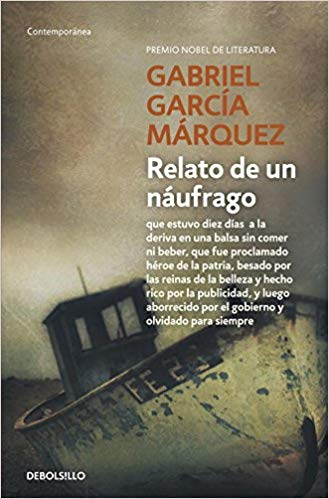 Contemporánea
PREMIO NOBEL DE LITERATURA
GABRIEL
GARCÍA
MÁRQUEZ
Relato de un
náufrago
que estuvo diez días a la
deriva en una balsa sin comer
ni beber, que fue proclamado
héroe de la patria, besado por
las reinas de la belleza y hecho
rico por la publicidad, y luego
aborrecido por el gobierno y
olvidado para siempre
DEBOLS!LLO